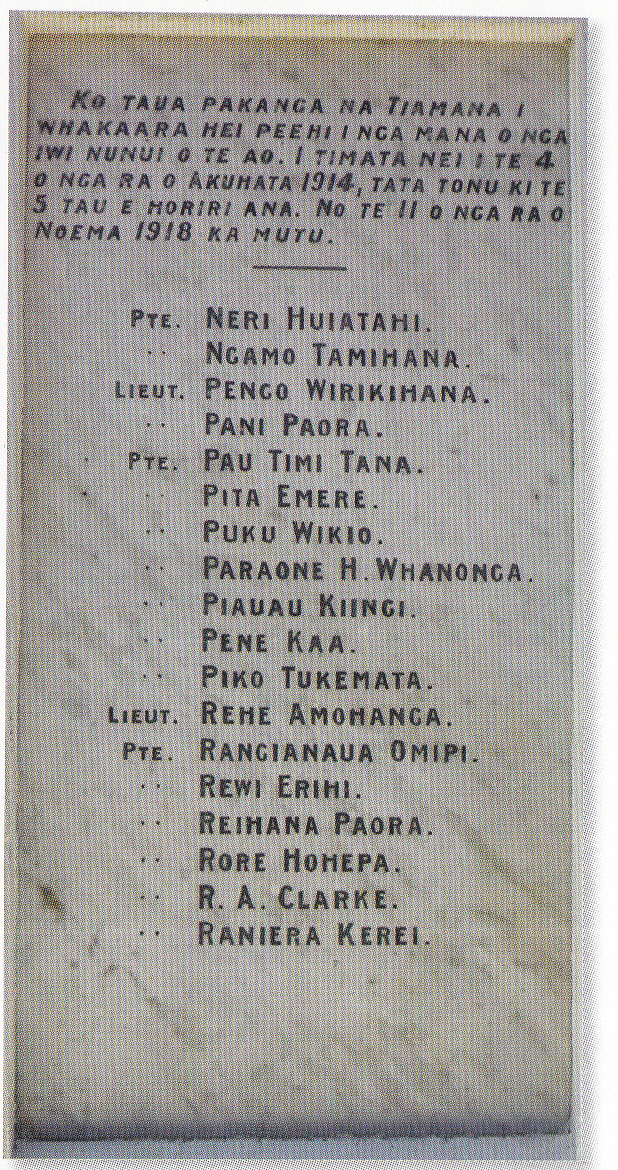 Ko taua pakanga na Tiamana i
whakaara hei peehi i nga mana o nga
iwi nunui o te ao. I timata nei i te 4
o nga ra o Akuhata 1914, tata tonu ki te
5 tau e horiri ana. No te 11 o nga ra o
Noema 1918 ka mutu.
Pte. Neri Huiatahi.
·· Ngamo Tamihana.
Lieut. Pengo Wirikihana.
·· Pani Paora.
Pte. Pau Timi Tana.
·· Pita Emere.
·· Puku Wikio.
·· Paraone H. Whanonga.
·· Piauau Kiingi.
·· Pene Kaa.
·· Piko Tukemata.
Lieut. Rehe Amohanga.
Pte. Rangianaua Omipi.
·· Rewi Erihi.
·· Reihana Paora.
·· Rore Hohepa.
·· R. A. Clarke.
·· Raniera Kerei.